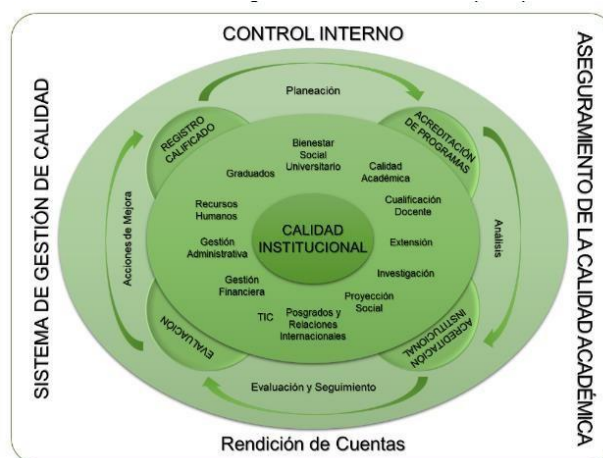 CONTROL INTERNO
SISTEMA DE GESTIÓN DE CALIDAD
ASEGURAMIENTO DE LA CALIDAD ACADÉMICA
Planeación
REGISTRO
CALIFICADO
ACREDITACIÓN
DE PROGRAMAS
Bienestar
Social
Universitario
Graduados
Calidad
Académica
Recursos
Humanos
Cualificación
Docente
Acciones de Mejora
Gestión
Administrativa
CALIDAD
INSTITUCIONAL
Extensión
Análisis
Gestión
Financiera
Investigación
TIC
Posgrados y
Relaciones
Internacionales
Proyección
Social
EVALUACIÓN
ACREDITACIÓN
INSTITUCIONAL
Evaluación y Seguimiento
Rendición de Cuentas